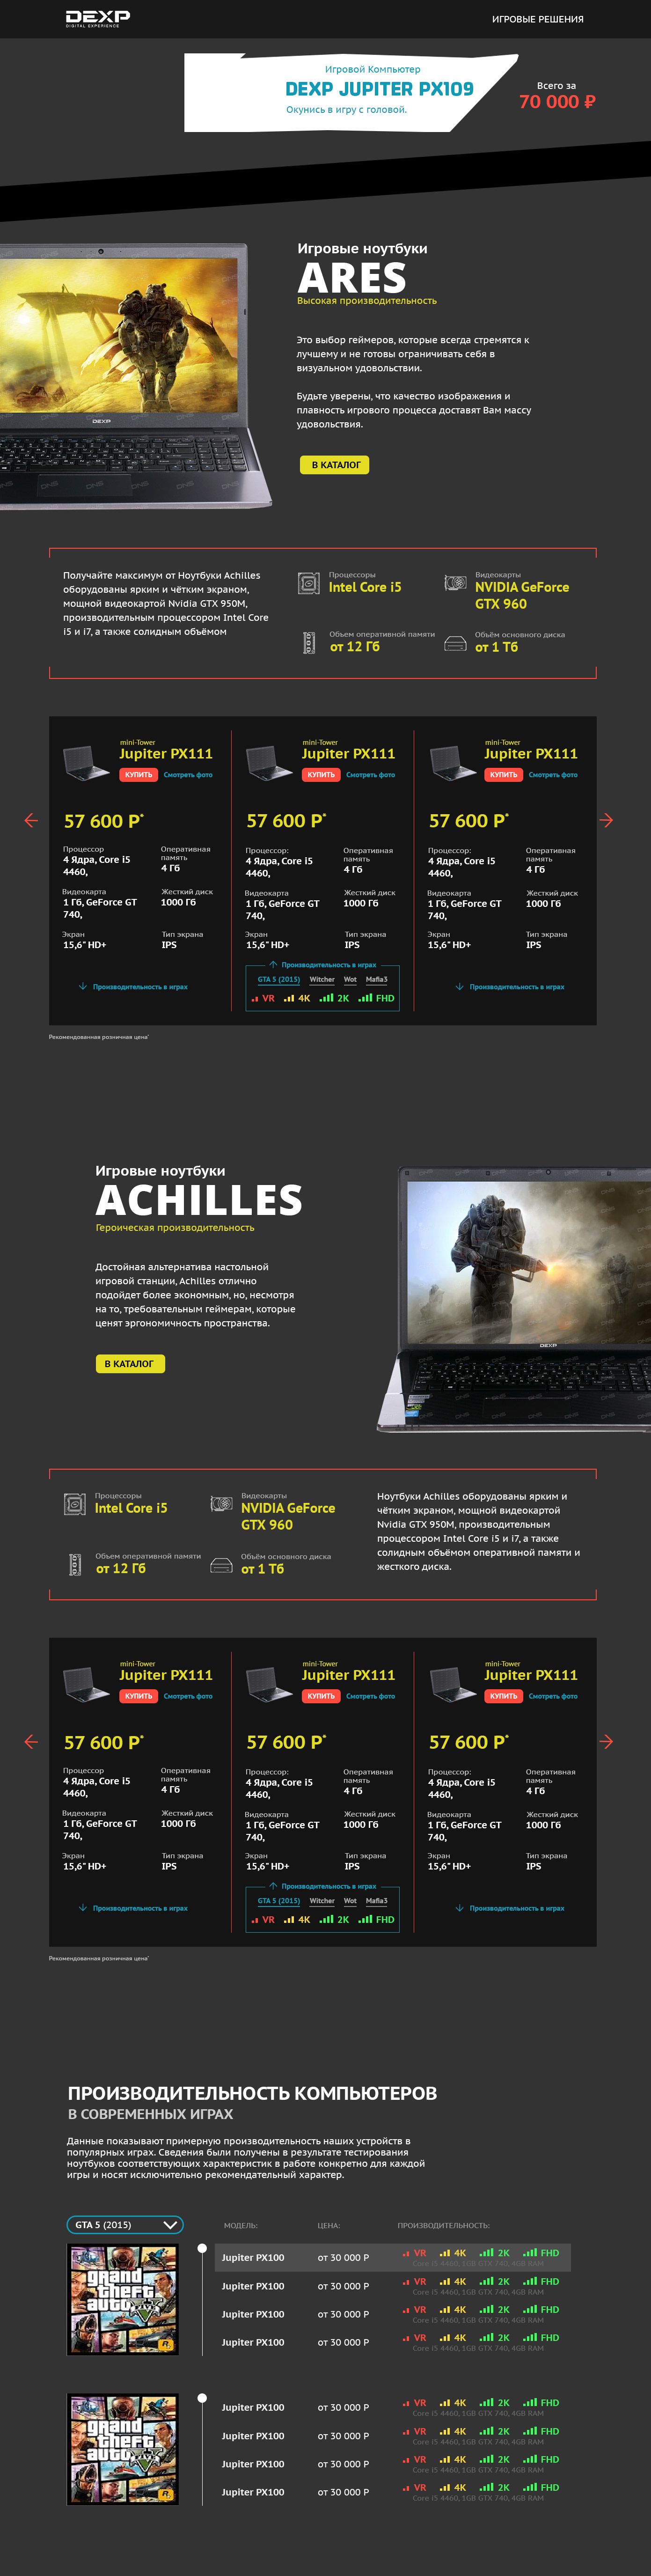 DEXP
DIGITAL EXPERIENCE
ИГРОВЫЕ РЕШЕНИЯ
Игровой Компьютер
DEXP JUPITER PX109
Окунись в игру с головой.
Всего за
70 000 ₽
Игровые ноутбуки
ARES
Высокая производительность
Это выбор геймеров, которые всегда стремятся к
лучшему и не готовы ограничивать себя в
визуальном удовольствии.
Будьте уверены, что качество изображения и
плавность игрового процесса доставят Вам массу
удовольствия.
В КАТАЛОГ
DEXP
Получайте максимум от Ноутбуки Achilles
оборудованы ярким и чётким экраном,
мощной видеокартой Nvidia GTX 950M,
производительным процессором Intel Core
i5 и i7, а также солидным объёмом
Процессоры
Intel Core i5
Видеокарты
NVIDIA GeForce
GTX 960
Объем оперативной памяти
от 12 Гб
Объём основного диска
от 1 Тб
mini-Tower
Jupiter PX111
КУПИТЬ Смотреть фото
57 600 Р*
Процессор
4 Ядра, Core i5
4460,
Оперативная
память
4 Гб
Видеокарта
1 Гб, GeForce GT
740,
Жесткий диск
1000 Гб
Экран
15,6" HD+
Тип экрана
IPS
Производительность в играх
mini-Tower
Jupiter PX111
КУПИТЬ Смотреть фото
57 600 Р*
Процессор:
4 Ядра, Core i5
4460,
Оперативная
память
4 Гб
Видеокарта
1 Гб, GeForce GT
740,
Жесткий диск
1000 Гб
Экран
15,6" HD+
Тип экрана
IPS
Производительность в играх
GTA 5 (2015) Witcher Wot Mafia3
VR 4K 2K FHD
mini-Tower
Jupiter PX111
КУПИТЬ Смотреть фото
57 600 Р*
Процессор:
4 Ядра, Core i5
4460,
Оперативная
память
4 Гб
Видеокарта
1 Гб, GeForce GT
740,
Жесткий диск
1000 Гб
Экран
15,6" HD+
Тип экрана
IPS
Производительность в играх
Рекомендованная розничная цена*
Игровые ноутбуки
ACHILLES
Героическая производительность
Достойная альтернатива настольной
игровой станции, Achilles отлично
подойдет более экономным, но, несмотря
на то, требовательным геймерам, которые
ценят эргономичность пространства.
В КАТАЛОГ
DEXP
Процессоры
Intel Core i5
Видеокарты
NVIDIA GeForce
GTX 960
Объем оперативной памяти
от 12 Гб
Объём основного диска
от 1 Тб
Ноутбуки Achilles оборудованы ярким и
чётким экраном, мощной видеокартой
Nvidia GTX 950M, производительным
процессором Intel Core i5 и i7, а также
солидным объёмом оперативной памяти и
жесткого диска.
mini-Tower
Jupiter PX111
КУПИТЬ Смотреть фото
57 600 Р*
Процессор
4 Ядра, Core i5
4460,
Оперативная
память
4 Гб
Видеокарта
1 Гб, GeForce GT
740,
Жесткий диск
1000 Гб
Экран
15,6" HD+
Тип экрана
IPS
Производительность в играх
mini-Tower
Jupiter PX111
КУПИТЬ Смотреть фото
57 600 Р*
Процессор:
4 Ядра, Core i5
4460,
Оперативная
память
4 Гб
Видеокарта
1 Гб, GeForce GT
740,
Жесткий диск
1000 Гб
Экран
15,6" HD+
Тип экрана
IPS
Производительность в играх
GTA 5 (2015) Witcher Wot Mafia3
VR 4K 2K FHD
mini-Tower
Jupiter PX111
КУПИТЬ Смотреть фото
57 600 Р*
Процессор:
4 Ядра, Core i5
4460,
Оперативная
память
4 Гб
Видеокарта
1 Гб, GeForce GT
740,
Жесткий диск
1000 Гб
Экран
15,6" HD+
Тип экрана
IPS
Производительность в играх
Рекомендованная розничная цена*
ПРОИЗВОДИТЕЛЬНОСТЬ КОМПЬЮТЕРОВ
В СОВРЕМЕННЫХ ИГРАХ
Данные показывают примерную производительность наших устройств в
популярных играх. Сведения были получены в результате тестирования
ноутбуков соответствующих характеристик в работе конкретно для каждой
игры и носят исключительно рекомендательный характер.
GTA 5 (2015)
МОДЕЛЬ: ЦЕНА: ПРОИЗВОДИТЕЛЬНОСТЬ:
grand
theft
auto V
Jupiter PX100 от 30 000 Р VR 4K 2K FHD
Core i5 4460, 1GB GTX 740, 4GB RAM
Jupiter PX100 от 30 000 Р VR 4K 2K FHD
Core i5 4460, 1GB GTX 740, 4GB RAM
Jupiter PX100 от 30 000 Р VR 4K 2K FHD
Core i5 4460, 1GB GTX 740, 4GB RAM
Jupiter PX100 от 30 000 Р VR 4K 2K FHD
Core i5 4460, 1GB GTX 740, 4GB RAM
grand
theft
auto V
Jupiter PX100 от 30 000 Р VR 4K 2K FHD
Core i5 4460, 1GB GTX 740, 4GB RAM
Jupiter PX100 от 30 000 Р VR 4K 2K FHD
Core i5 4460, 1GB GTX 740, 4GB RAM
Jupiter PX100 от 30 000 Р VR 4K 2K FHD
Core i5 4460, 1GB GTX 740, 4GB RAM
Jupiter PX100 от 30 000 Р VR 4K 2K FHD
Core i5 4460, 1GB GTX 740, 4GB RAM